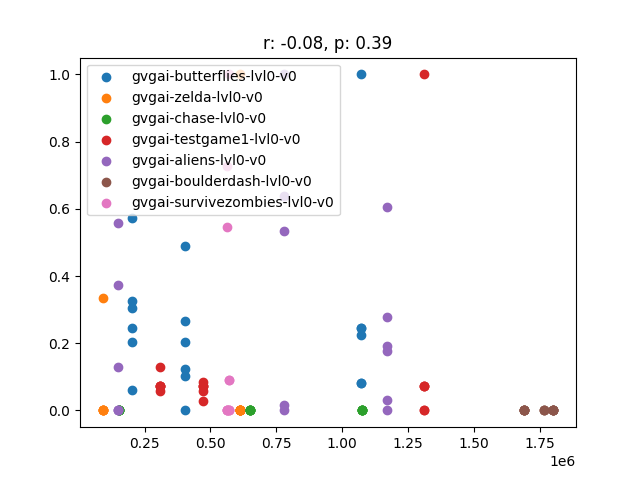 r: -0.08, p: 0.39
1.0
0.8
0.6
0.4
0.2
0.0
gvgai-butterflies-lvl0-v0
gvgai-zelda-lvl0-v0
gvgai-chase-lvl0-v0
gvgai-testgame1-lvl0-v0
gvgai-aliens-lvl0-v0
gvgai-boulderdash-lvl0-v0
gvgai-survivezombies-lvl0-v0
0.25 0.50 0.75 1.00 1.25 1.50 1.75
1e6